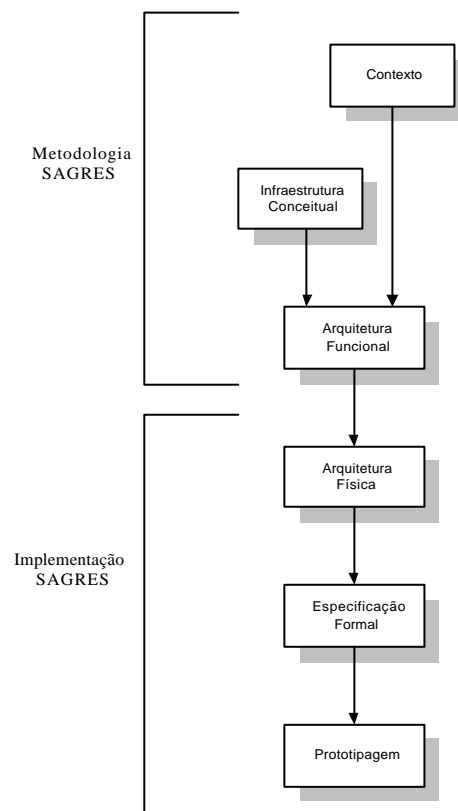 Contexto
Metodologia
SAGRES
Infraestrutura
Conceitual
Arquitetura
Funcional
Arquitetura
Física
Implementação
SAGRES
Especificação
Formal
Prototipagem